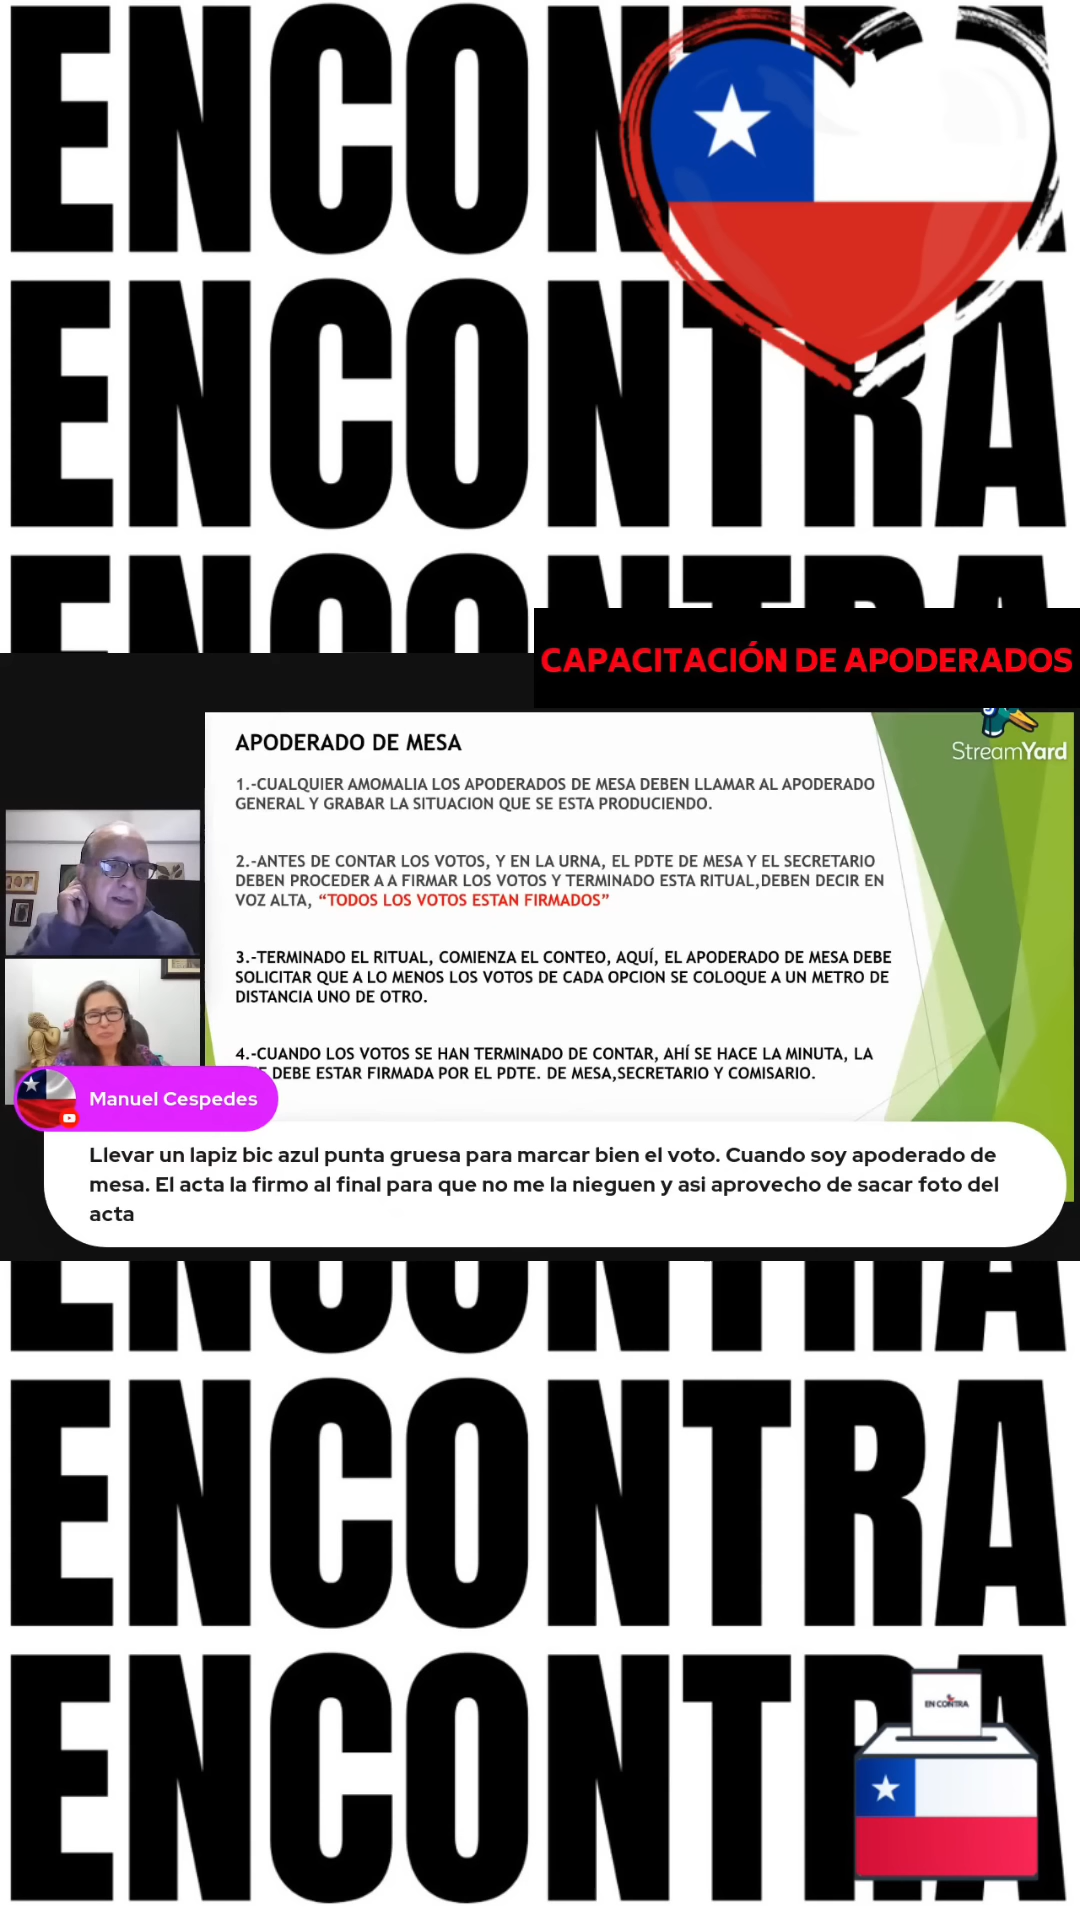 ENCONTRA
ENCONTRA
ENCONTRA
CAPACITACIÓN DE APODERADOS
StreamYard
APODERADO DE MESA
1.-CUALQUIER AMOMALIA LOS APODERADOS DE MESA DEBEN LLAMAR AL APODERADO
GENERAL Y GRABAR LA SITUACION QUE SE ESTA PRODUCIENDO.
2.-ANTES DE CONTAR LOS VOTOS, Y EN LA URNA, EL PDTE DE MESA Y EL SECRETARIO
DEBEN PROCEDER A A FIRMAR LOS VOTOS Y TERMINADO ESTA RITUAL,DEBEN DECIR EN
VOZ ALTA, “TODOS LOS VOTOS ESTAN FIRMADOS”
3.-TERMINADO EL RITUAL, COMIENZA EL CONTEO, AQUÍ, EL APODERADO DE MESA DEBE
SOLICITAR QUE A LO MENOS LOS VOTOS DE CADA OPCION SE COLOQUE A UN METRO DE
DISTANCIA UNO DE OTRO.
4.-CUANDO LOS VOTOS SE HAN TERMINADO DE CONTAR, AHÍ SE HACE LA MINUTA, LA
DEBE ESTAR FIRMADA POR EL PDTE. DE MESA,SECRETARIO Y COMISARIO.
Manuel Cespedes
Llevar un lapiz bic azul punta gruesa para marcar bien el voto. Cuando soy apoderado de
mesa. El acta la firmo al final para que no me la nieguen y asi aprovecho de sacar foto del
acta
ENCONTRA
ENCONTRA
ENCONTRA
EN CONTRA